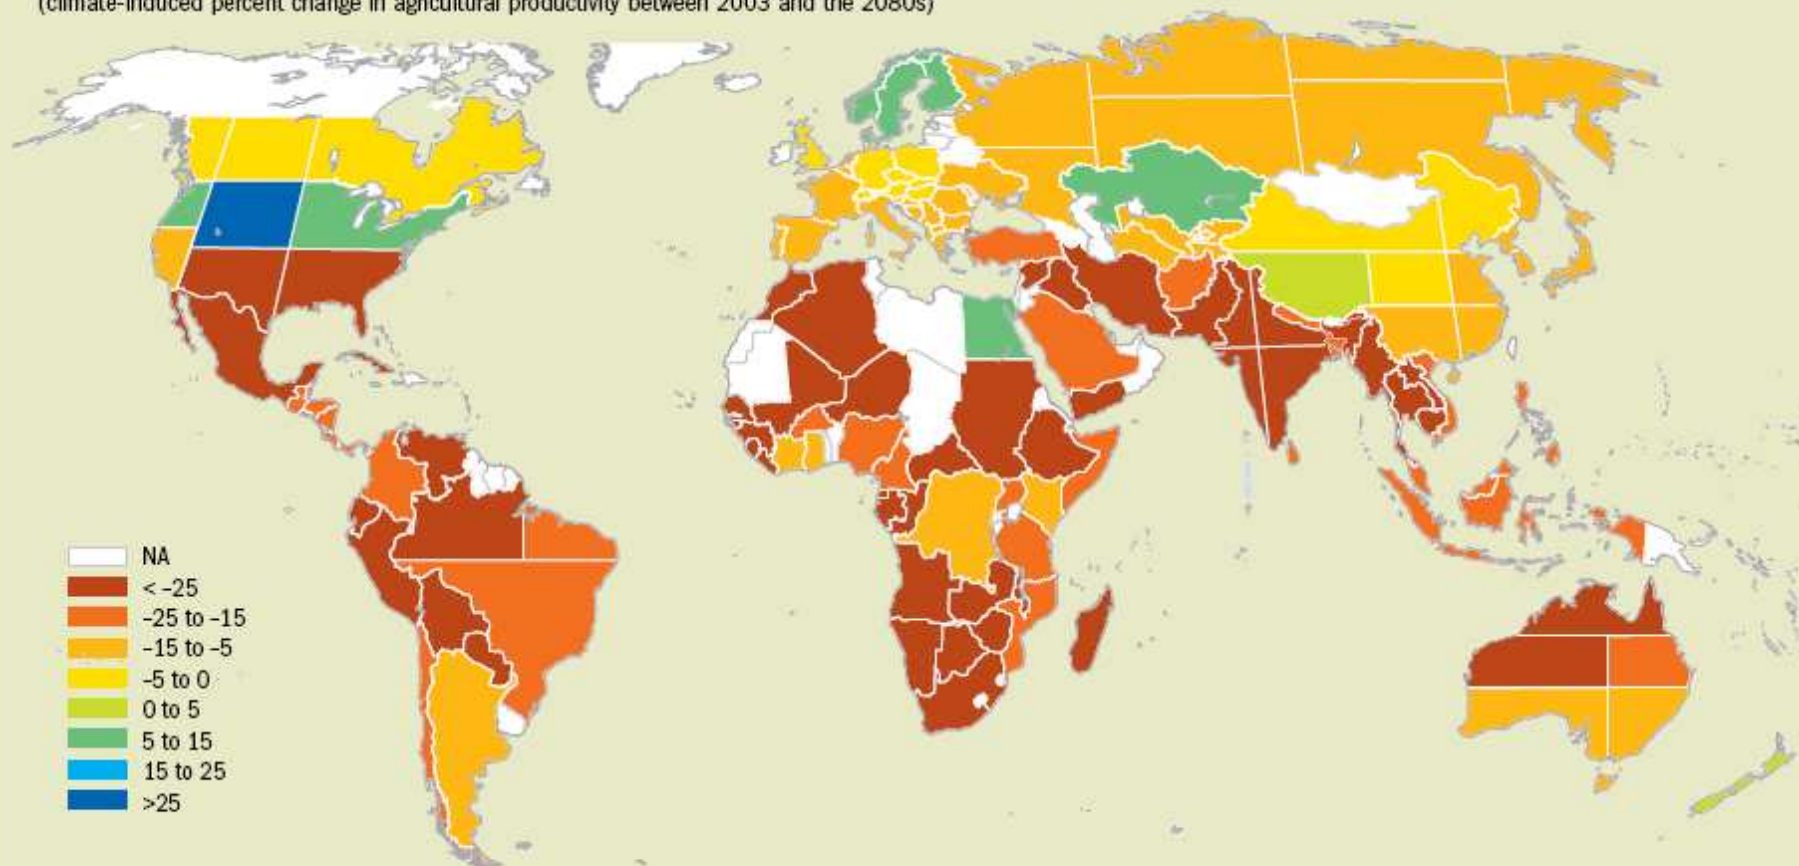 (climate-induced percent change in agricultural productivity between 2003 and the 2080s)
NA
< –25
–25 to –15
–15 to –5
–5 to 0
0 to 5
5 to 15
15 to 25
>25